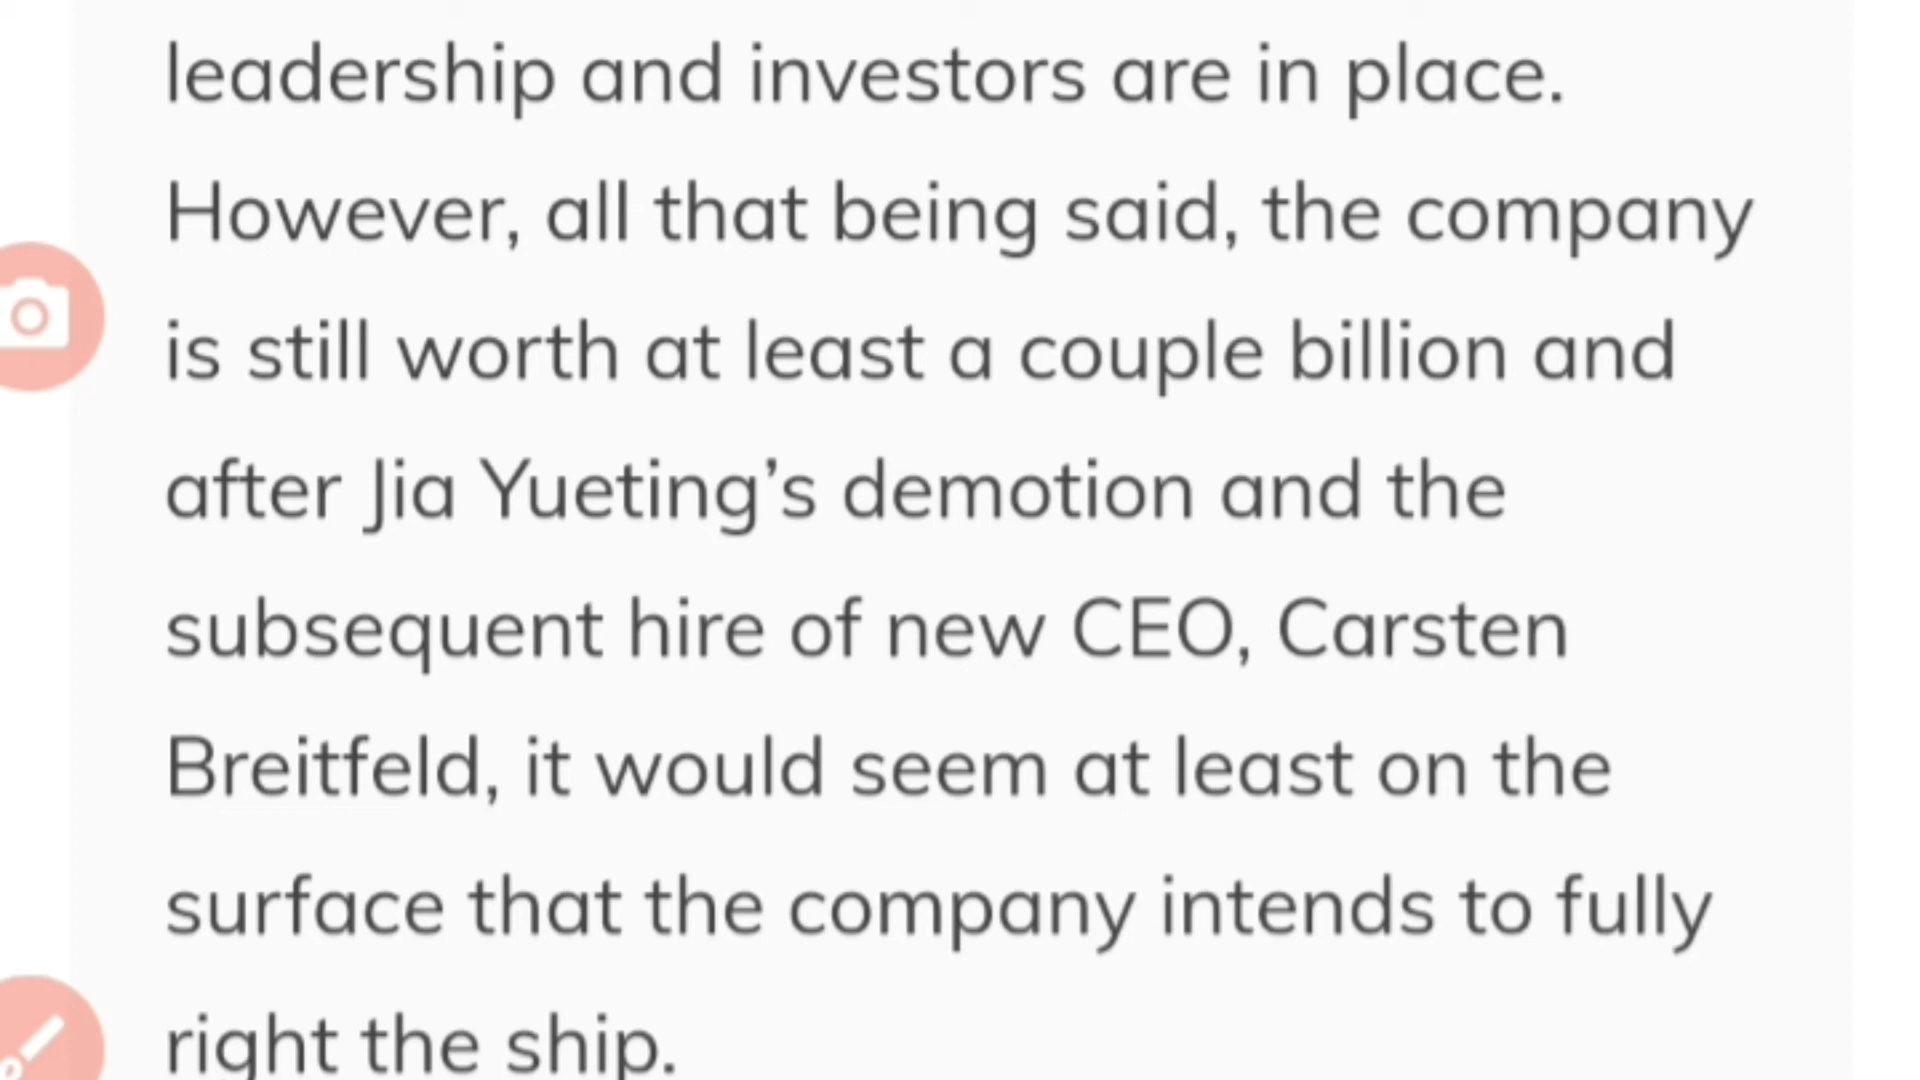 leadership and investors are in place.
However, all that being said, the company
is still worth at least a couple billion and
after Jia Yueting’s demotion and the
subsequent hire of new CEO, Carsten
Breitfeld, it would seem at least on the
surface that the company intends to fully
right the ship.